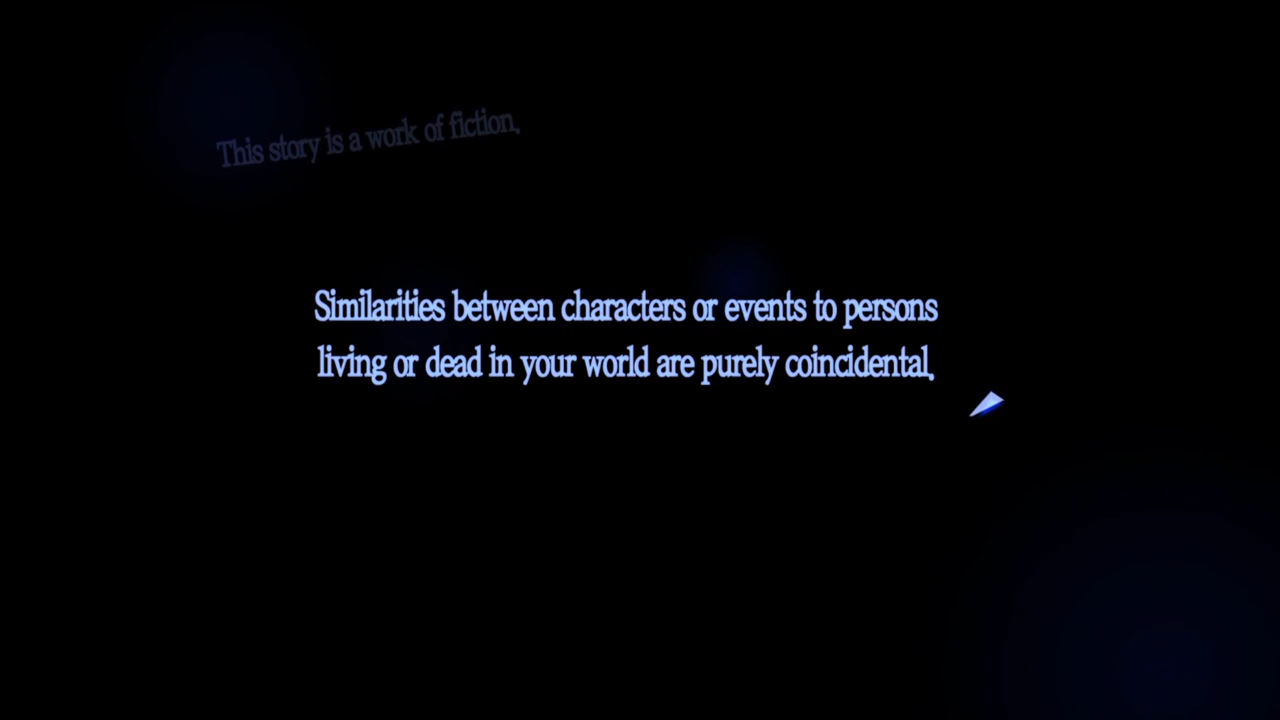 This story is a work of fiction.
Similarities between characters or events to persons
living or dead in your world are purely coincidental.